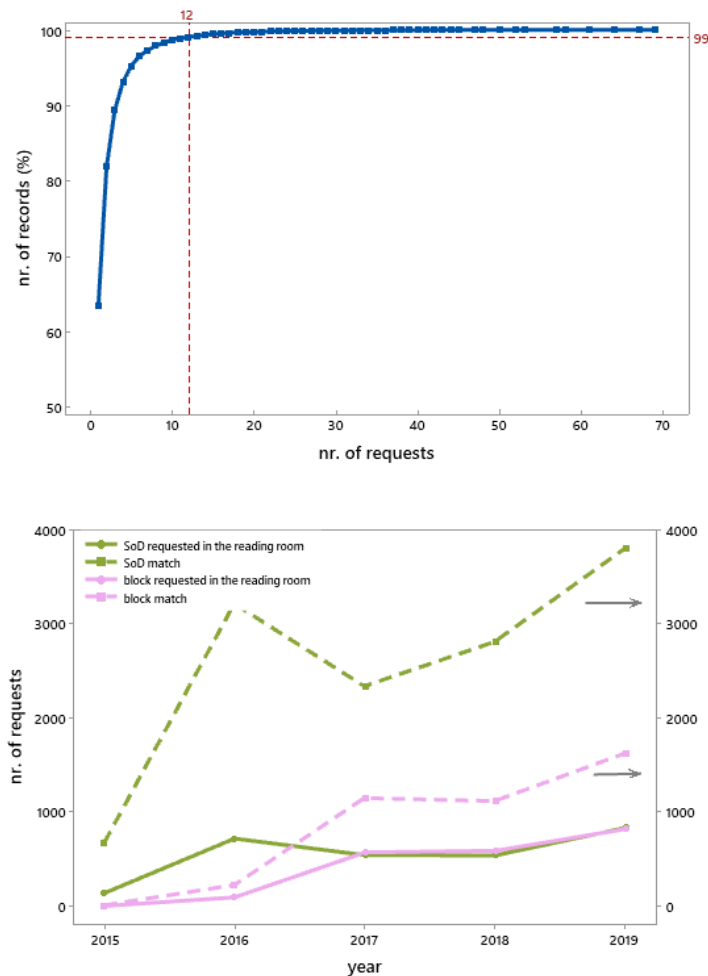 12
100
99
90
80
70
60
50
nr. of records (%)
0 10 20 30 40 50 60 70
nr. of requests
4000 4000
SoD requested in the reading room
SoD match
block requested in the reading room
block match
3000 3000
2000 2000
1000 1000
0 0
nr. of requests
2015 2016 2017 2018 2019
year